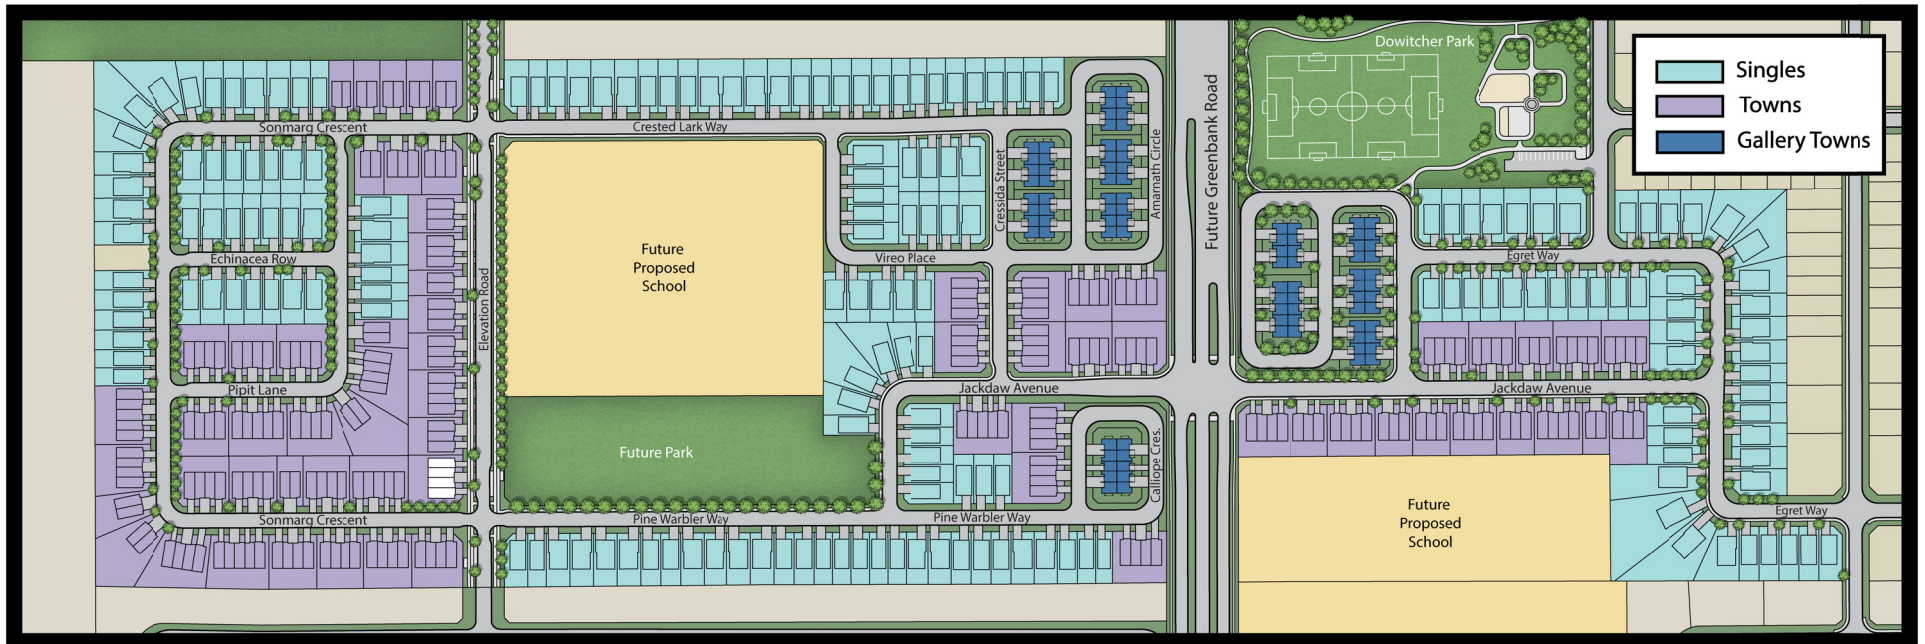 Dowitcher Park
Singles
Towns
Gallery Towns
Sonmarg Crescent
Crested Lark Way
Cressida Street
Amarnath Circle
Future Greenbank Road
Echinacea Row
Elevation Road
Future
Proposed
School
Vireo Place
Egret Way
Pipit Lane
Jackdaw Avenue
Jackdaw Avenue
Future Park
Calliope Cres.
Future
Proposed
School
Sonmarg Crescent
Pine Warbler Way
Pine Warbler Way
Egret Way